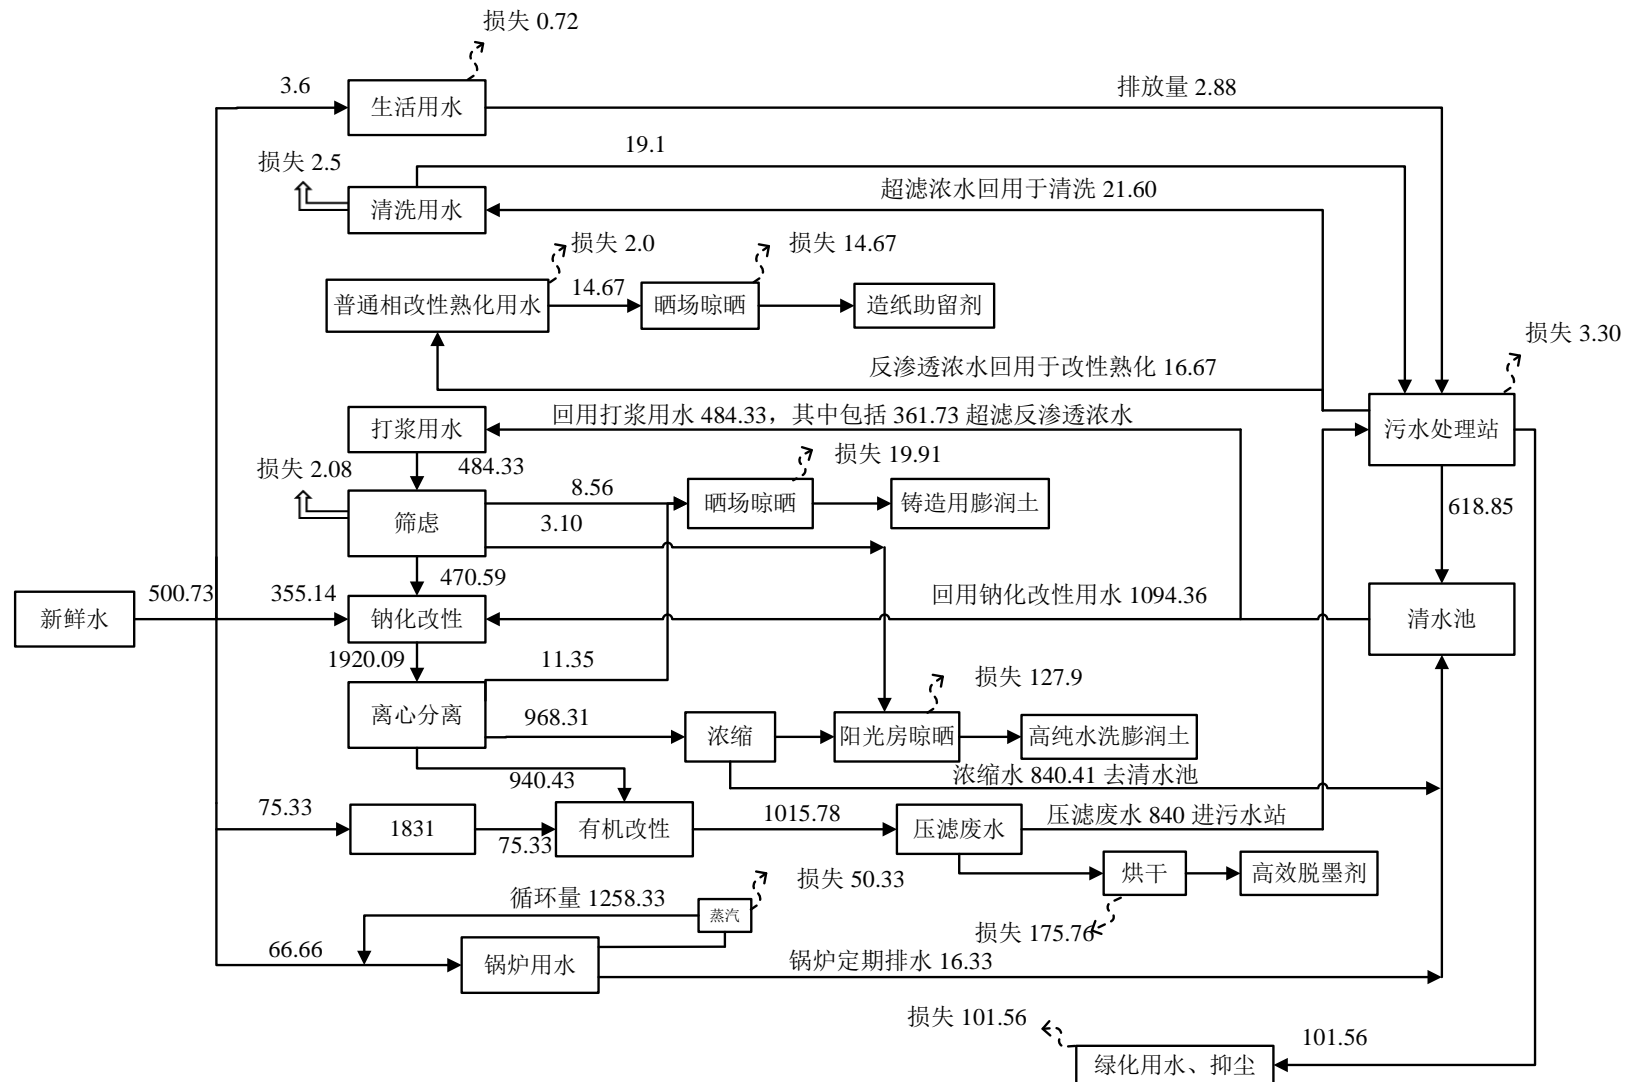 损失 0.72
3.6
生活用水
排放量 2.88
19.1
损失 2.5
清洗用水
超滤浓水回用于清洗 21.60
损失 2.0
损失 14.67
普通相改性熟化用水
14.67
晒场晾晒
造纸助留剂
损失 3.30
反渗透浓水回用于改性熟化 16.67
打浆用水
回用打浆用水 484.33，其中包括 361.73 超滤反渗透浓水
污水处理站
损失 2.08
484.33
损失 19.91
8.56
晒场晾晒
铸造用膨润土
筛虑
3.10
618.85
470.59
新鲜水
500.73
355.14
钠化改性
回用钠化改性用水 1094.36
清水池
1920.09
11.35
损失 127.9
离心分离
968.31
浓缩
阳光房晾晒
高纯水洗膨润土
940.43
浓缩水 840.41 去清水池
75.33
1831
75.33
有机改性
1015.78
压滤废水
压滤废水 840 进污水站
损失 50.33
烘干
高效脱墨剂
循环量 1258.33
蒸汽
损失 175.76
66.66
锅炉用水
锅炉定期排水 16.33
损失 101.56
101.56
绿化用水、抑尘